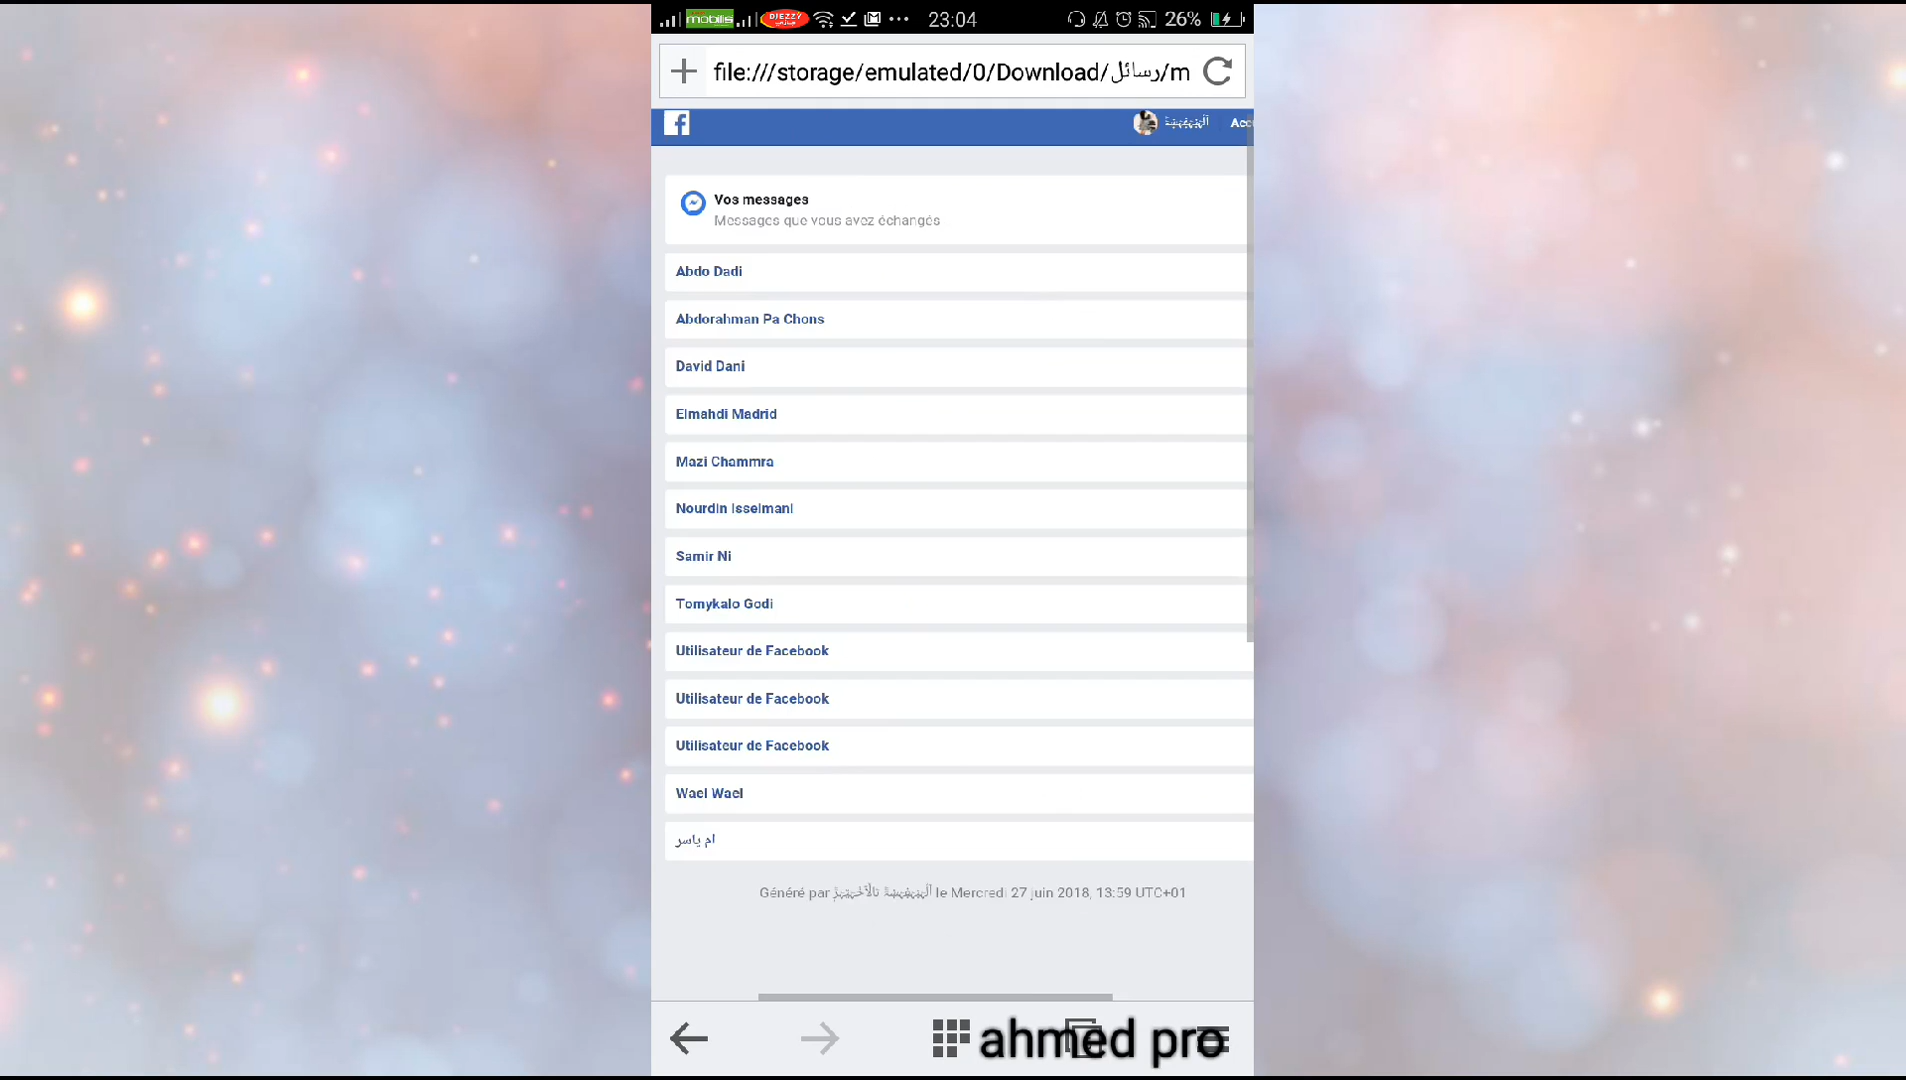 mobilis DJEZZY 23:04 26%
file:///storage/emulated/0/Download/رسائل/m
Acc
Vos messages
Messages que vous avez échangés
Abdo Dadi
Abdorahman Pa Chons
David Dani
Elmahdi Madrid
Mazi Chammra
Nourdin Isselmani
Samir Ni
Tomykalo Godi
Utilisateur de Facebook
Utilisateur de Facebook
Utilisateur de Facebook
Wael Wael
ام ياسر
Généré par le Mercredi 27 juin 2018, 13:59 UTC+01
ahmed pro